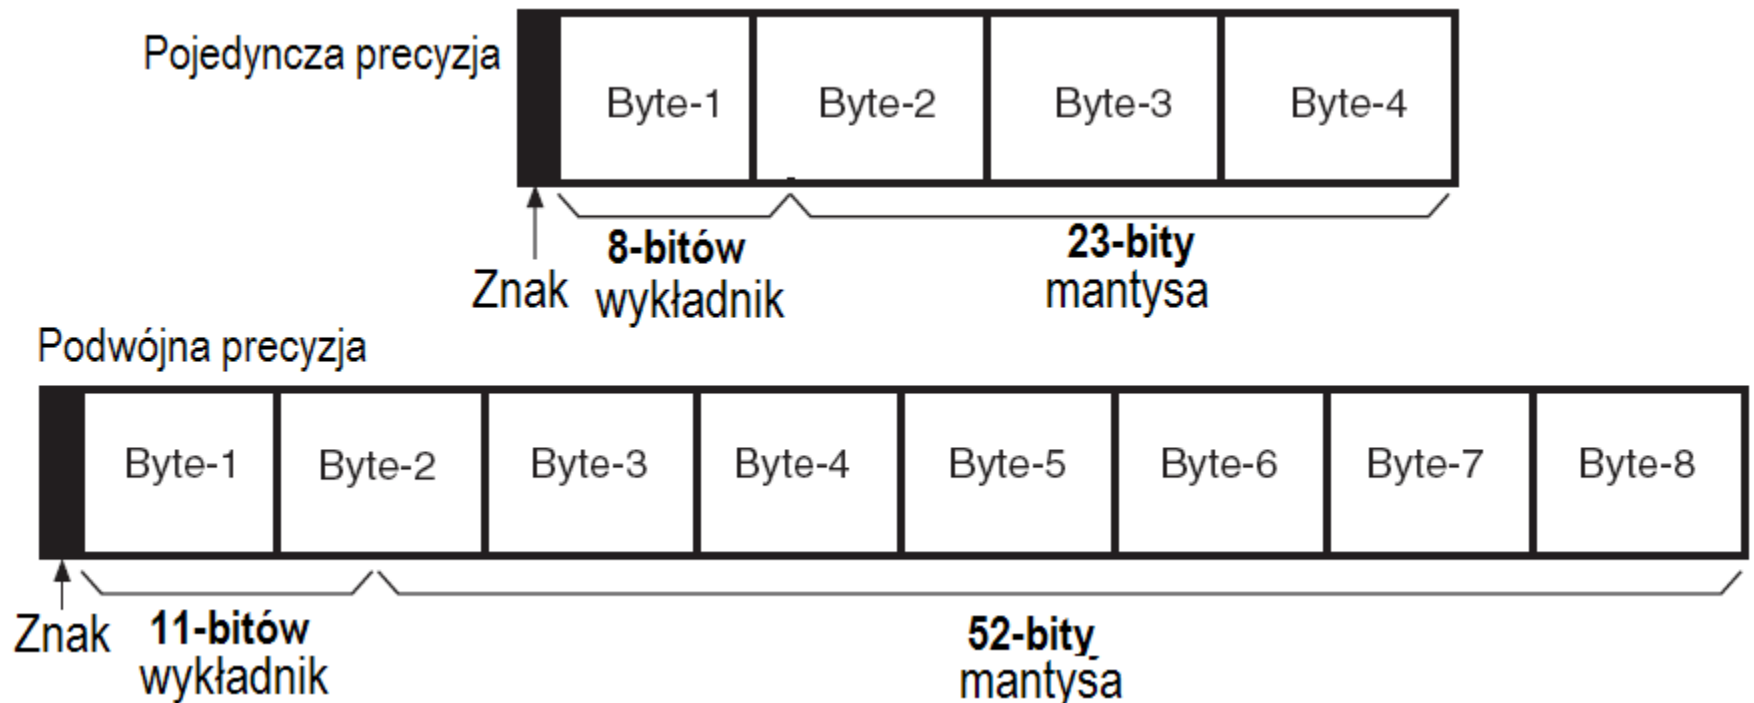 Pojedyncza precyzja
Byte-1 Byte-2 Byte-3 Byte-4
8-bitów 23-bity
Znak wykładnik mantysa
Podwójna precyzja
Byte-1 Byte-2 Byte-3 Byte-4 Byte-5 Byte-6 Byte-7 Byte-8
Znak 11-bitów 52-bity
wykładnik mantysa